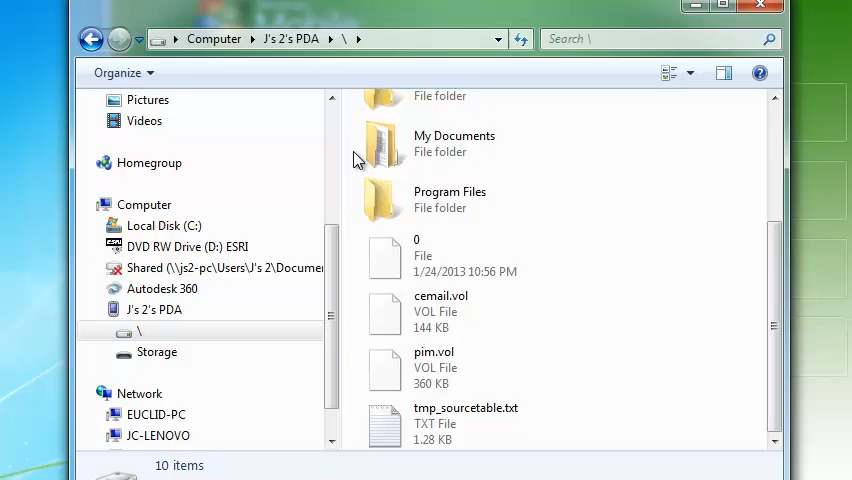 Computer
J's 2's PDA
\
Search \
Organize
Pictures
Videos
Homegroup
Computer
Local Disk (C:)
DVD RW Drive (D:) ESRI
Shared (\\js2-pc\Users\J's 2\Docume
Autodesk 360
J's 2's PDA
\
Storage
Network
EUCLID-PC
JC-LENOVO
File folder
My Documents
File folder
Program Files
File folder
0
File
1/24/2013 10:56 PM
cemail.vol
VOL File
144 KB
pim.vol
VOL File
360 KB
tmp_sourcetable.txt
TXT File
1.28 KB
10 items